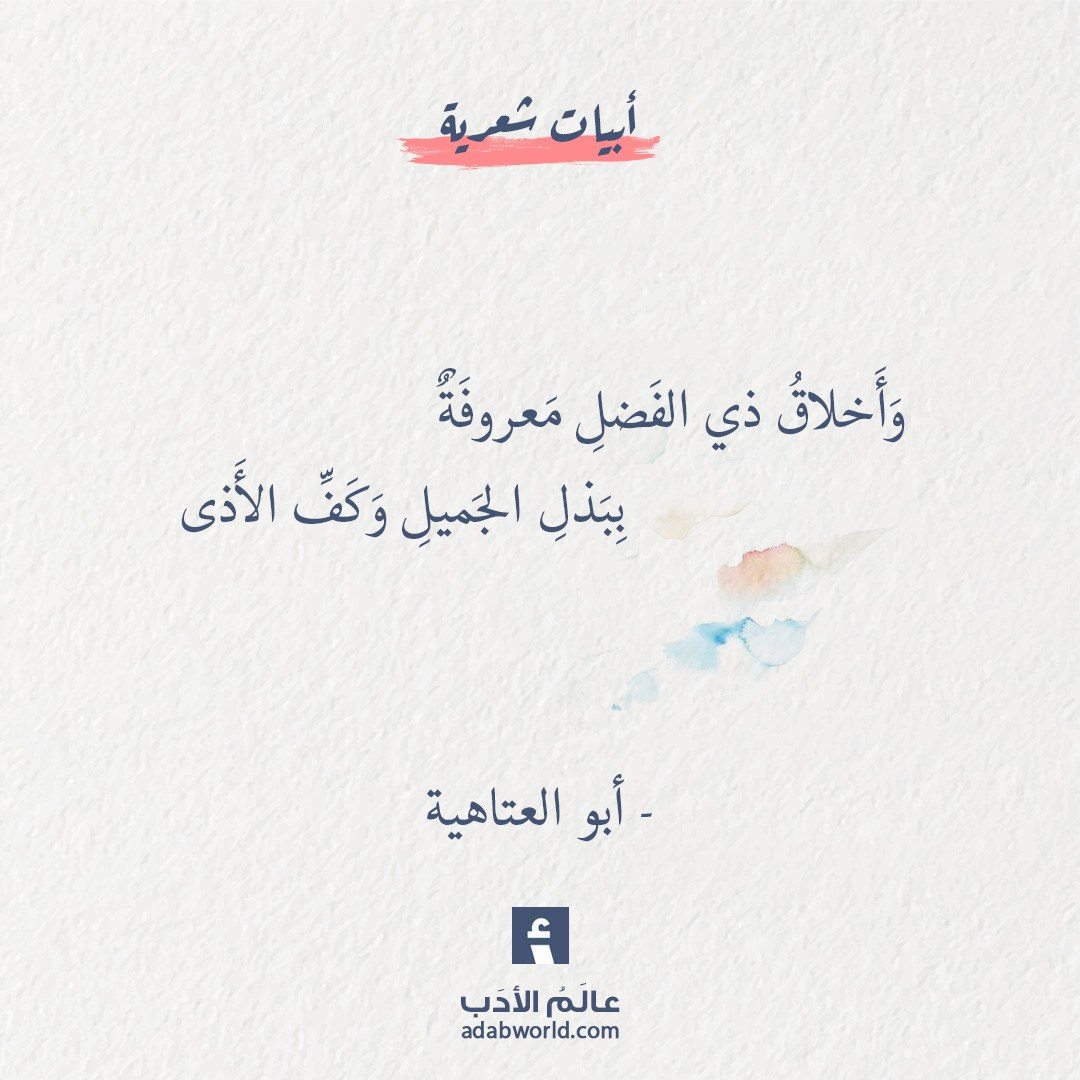 أبيات شعرية
وَأَخلاقُ ذي الفَضلِ مَعروفَةٌ
بِبَذلِ الجَميلِ وَكَفِّ الأَذى
- أبو العتاهية
أ
عالَمُ الأدَب
adabworld.com